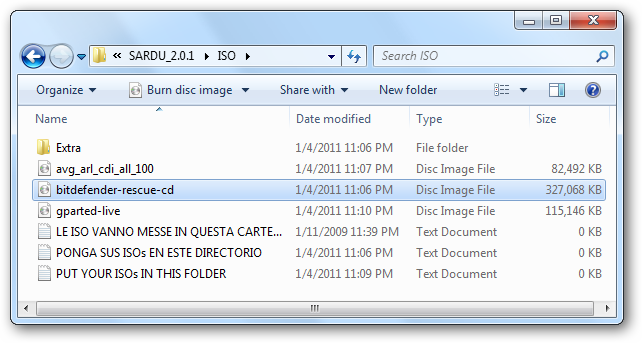 « SARDU_2.0.1 ISO Search ISO
Organize Burn disc image Share with New folder
Name Date modified Type Size
Extra 1/4/2011 11:06 PM File folder
avg_arl_cdi_all_100 1/4/2011 11:07 PM Disc Image File 82,492 KB
bitdefender-rescue-cd 1/4/2011 11:06 PM Disc Image File 327,068 KB
gparted-live 1/4/2011 11:10 PM Disc Image File 115,146 KB
LE ISO VANNO MESSE IN QUESTA CARTE... 1/11/2009 11:39 PM Text Document 0 KB
PONGA SUS ISOs EN ESTE DIRECTORIO 1/4/2011 11:06 PM Text Document 0 KB
PUT YOUR ISOs IN THIS FOLDER 1/4/2011 11:09 PM Text Document 0 KB